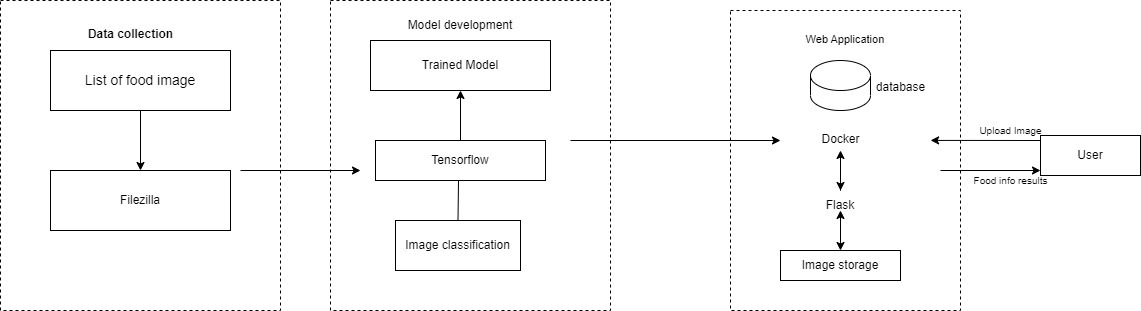 Data collection
List of food image
Filezilla
Model development
Trained Model
Tensorflow
Image classification
Web Application
database
Docker
Flask
Image storage
Upload Image
User
Food info results